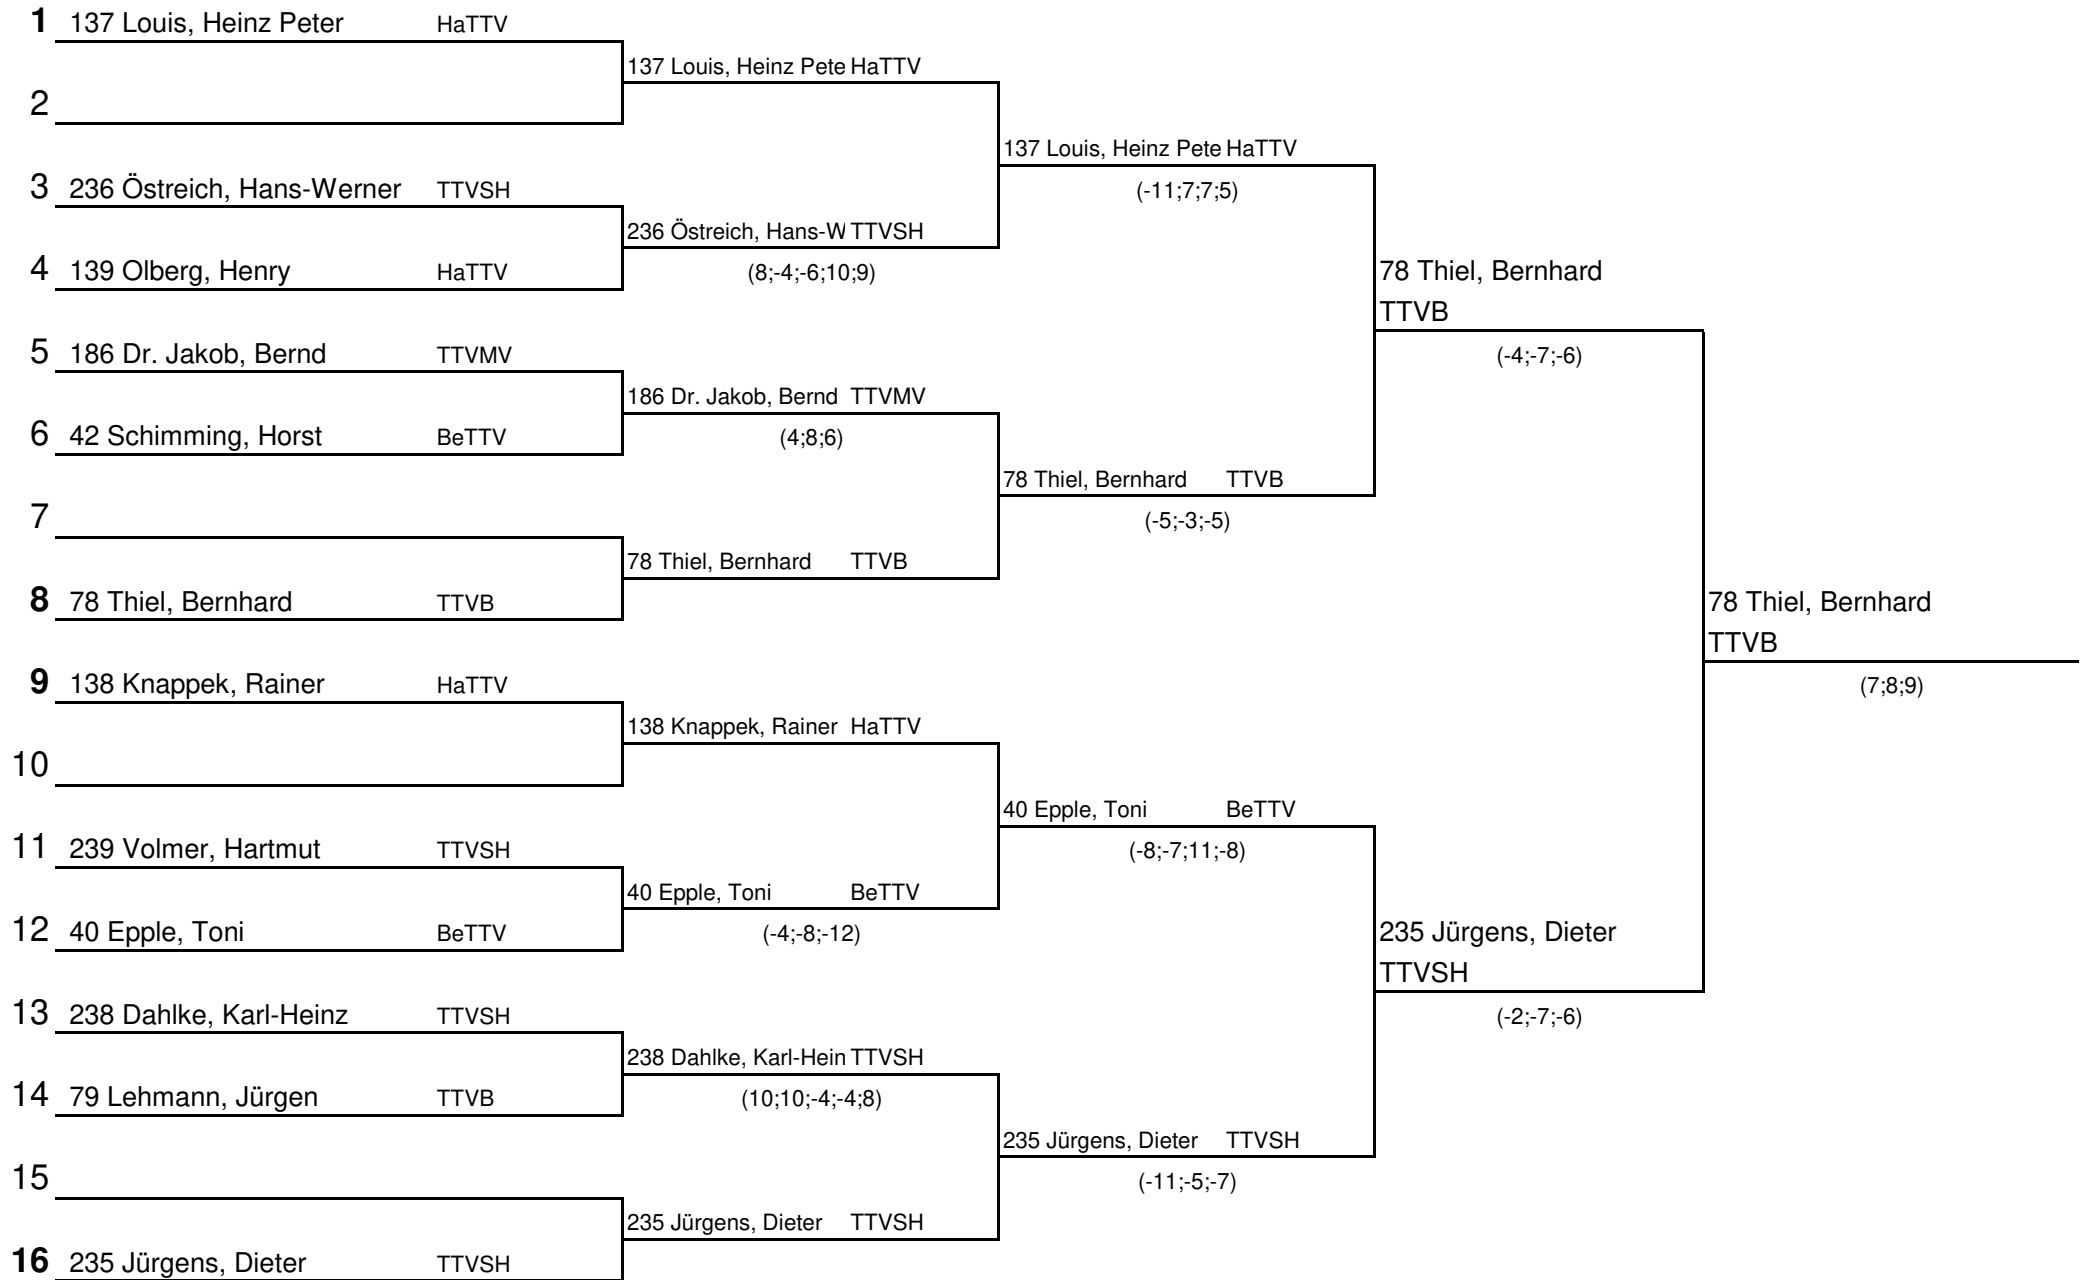 1 137 Louis, Heinz Peter HaTTV
137 Louis, Heinz Pete HaTTV
2
137 Louis, Heinz Pete HaTTV
3 236 Östreich, Hans-Werner TTVSH
(-11;7;7;5)
236 Östreich, Hans-W TTVSH
4 139 Olberg, Henry HaTTV
(8;-4;-6;10;9)
78 Thiel, Bernhard
TTVB
5 186 Dr. Jakob, Bernd TTVMV
(-4;-7;-6)
186 Dr. Jakob, Bernd TTVMV
6 42 Schimming, Horst BeTTV
(4;8;6)
78 Thiel, Bernhard TTVB
7
(-5;-3;-5)
78 Thiel, Bernhard TTVB
8 78 Thiel, Bernhard TTVB
78 Thiel, Bernhard
TTVB
9 138 Knappek, Rainer HaTTV
(7;8;9)
138 Knappek, Rainer HaTTV
10
40 Epple, Toni BeTTV
11 239 Volmer, Hartmut TTVSH
(-8;-7;11;-8)
40 Epple, Toni BeTTV
12 40 Epple, Toni BeTTV
(-4;-8;-12)
235 Jürgens, Dieter
TTVSH
13 238 Dahlke, Karl-Heinz TTVSH
(-2;-7;-6)
238 Dahlke, Karl-Hein TTVSH
14 79 Lehmann, Jürgen TTVB
(10;10;-4;-4;8)
235 Jürgens, Dieter TTVSH
15
(-11;-5;-7)
235 Jürgens, Dieter TTVSH
16 235 Jürgens, Dieter TTVSH